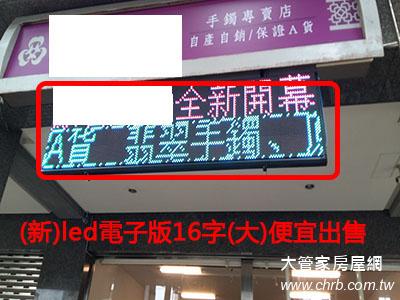 手鐲專賣店
自產自銷/保證A貨
全新開幕
A貨 翡翠手鐲、
(新)led電子版16字(大)便宜出售
大管家房屋網
www.chrb.com.tw